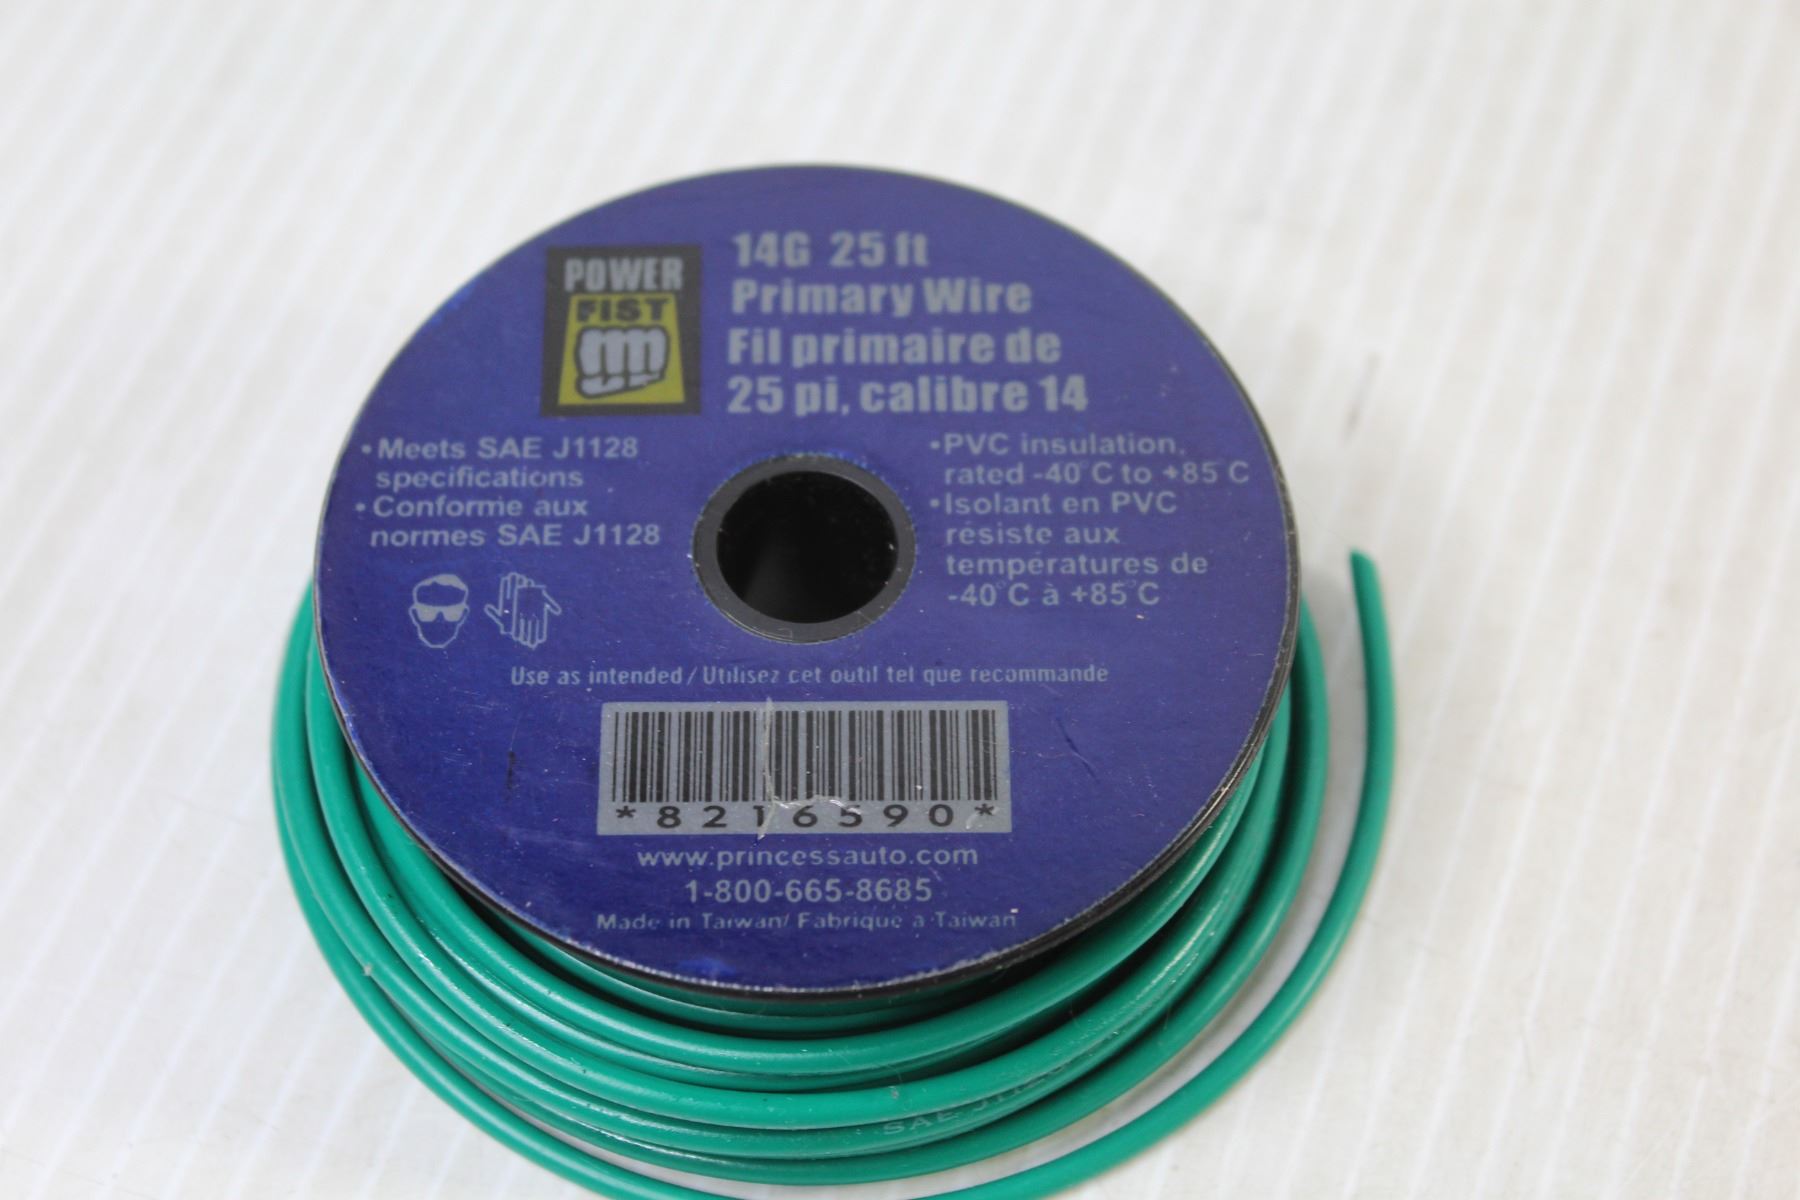 POWER
FIST
14G 25 ft
Primary Wire
Fil primaire de
25 pi, calibre 14
•Meets SAE J1128
specifications
•Conforme aux
normes SAE J1128
•PVC insulation,
rated -40°C to +85°C
•Isolant en PVC
résiste aux
températures de
-40°C à +85°C
Use as intended / Utilisez cet outil tel que recommandé
*8216590*
www.princessauto.com
1-800-665-8685
Made in Taiwan/ Fabriqué à Taiwan
SAE